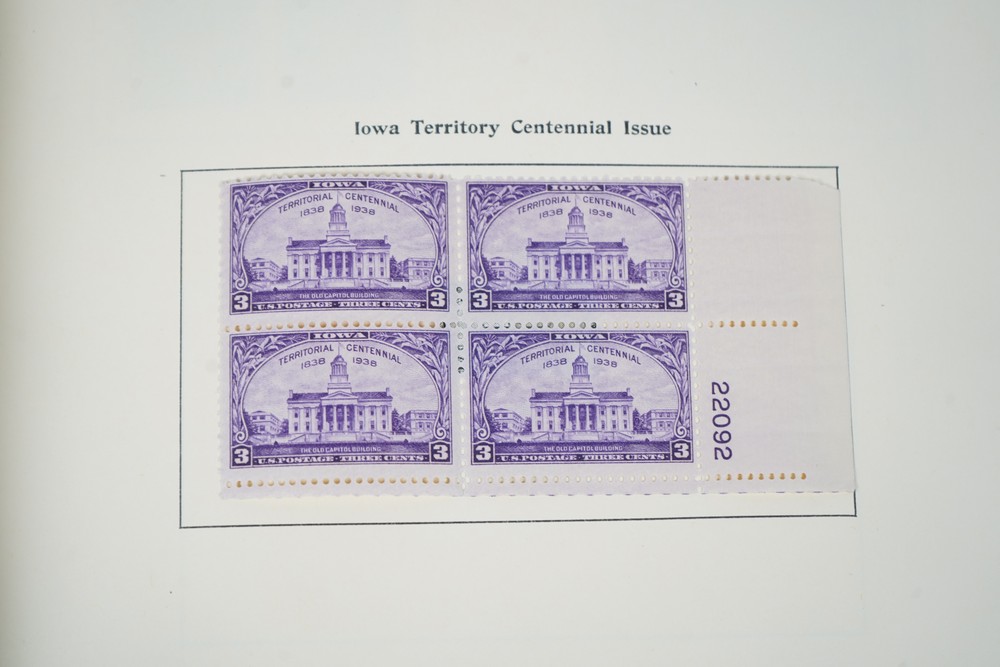 Iowa Territory Centennial Issue
IOWA
TERRITORIAL CENTENNIAL
1838 1938
THE OLD CAPITOL BUILDING
3 3
U.S. POSTAGE · THREE CENTS
IOWA
TERRITORIAL CENTENNIAL
1838 1938
THE OLD CAPITOL BUILDING
3 3
U.S. POSTAGE · THREE CENTS
IOWA
TERRITORIAL CENTENNIAL
1838 1938
THE OLD CAPITOL BUILDING
3 3
U.S. POSTAGE · THREE CENTS
IOWA
TERRITORIAL CENTENNIAL
1838 1938
THE OLD CAPITOL BUILDING
3 3
U.S. POSTAGE · THREE CENTS
22092